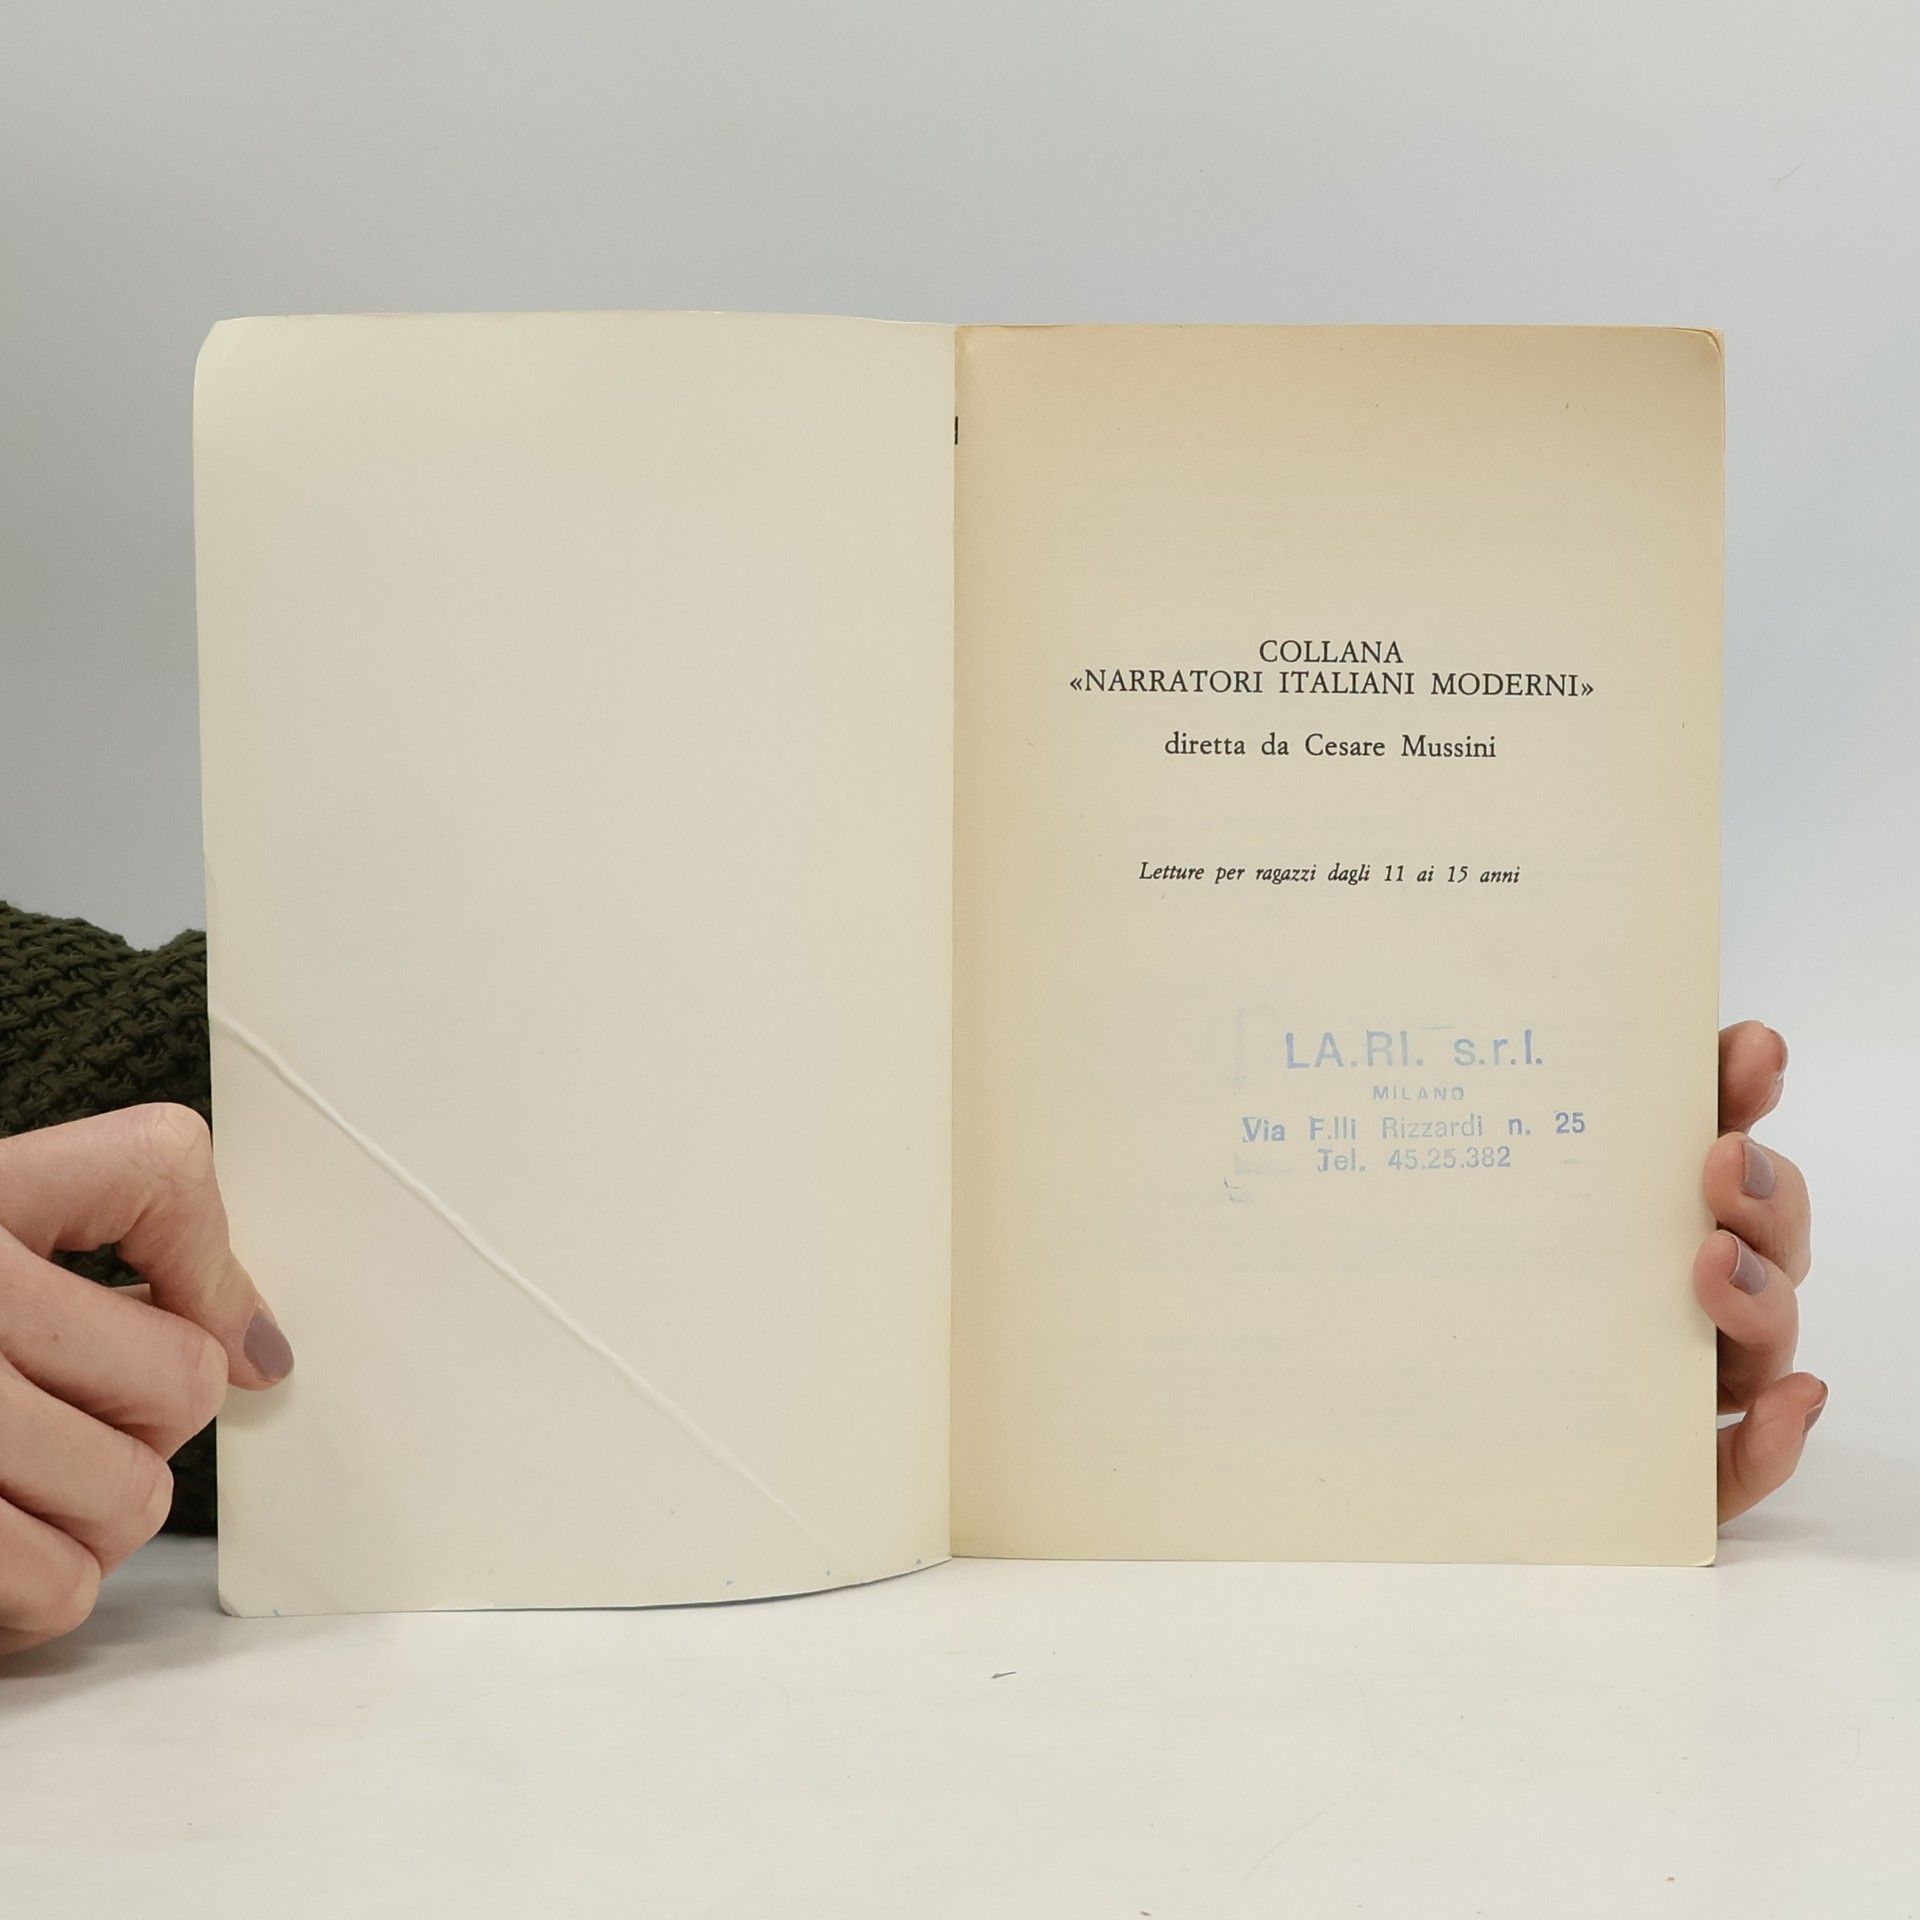 COLLANA
«NARRATORI ITALIANI MODERNI»
diretta da Cesare Mussini
Letture per ragazzi dagli 11 ai 15 anni
LA.RI. s.r.l.
MILANO
Via F.lli Rizzardi n. 25
Tel. 45.25.382